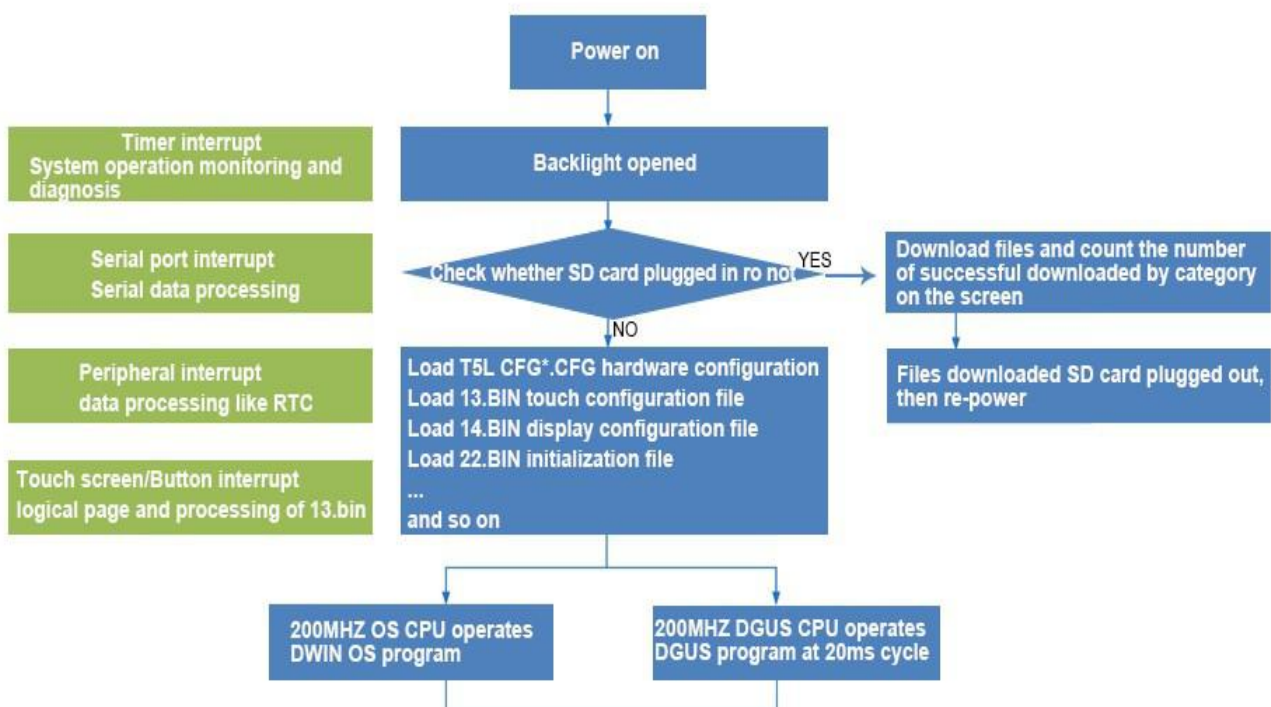 Power on
Timer interrupt
System operation monitoring and
diagnosis
Backlight opened
Serial port interrupt
Serial data processing
Check whether SD card plugged in ro not
YES
Download files and count the number
of successful downloaded by category
on the screen
NO
Peripheral interrupt
data processing like RTC
Load T5L CFG*.CFG hardware configuration
Load 13.BIN touch configuration file
Load 14.BIN display configuration file
Load 22.BIN initialization file
...
and so on
Files downloaded SD card plugged out,
then re-power
Touch screen/Button interrupt
logical page and processing of 13.bin
200MHZ OS CPU operates
DWIN OS program
200MHZ DGUS CPU operates
DGUS program at 20ms cycle